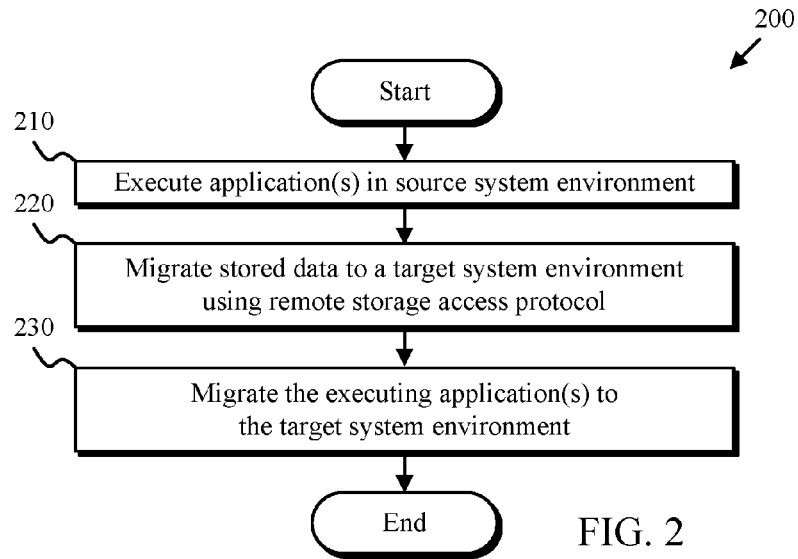 200
Start
210
Execute application(s) in source system environment
220
Migrate stored data to a target system environment
using remote storage access protocol
230
Migrate the executing application(s) to
the target system environment
End
FIG. 2